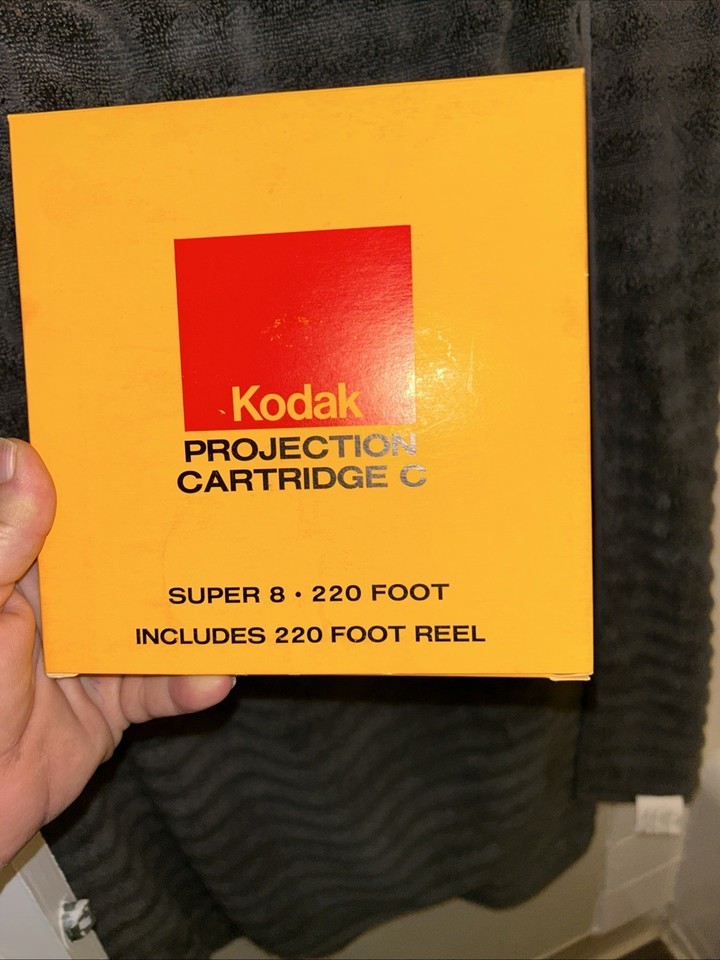 Kodak
PROJECTION
CARTRIDGE C
SUPER 8 • 220 FOOT
INCLUDES 220 FOOT REEL